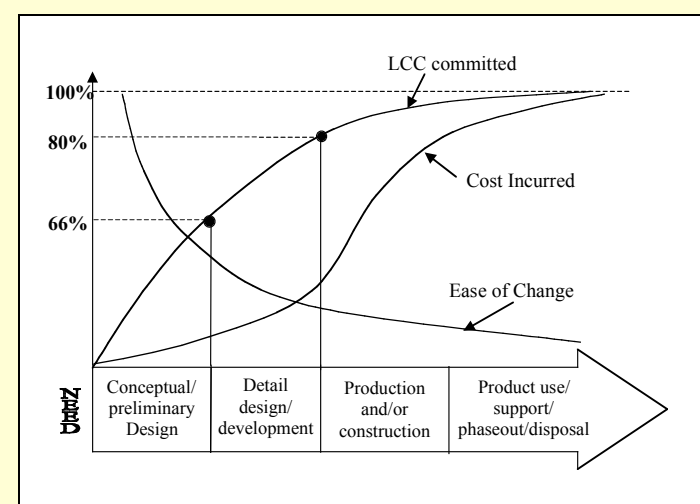 LCC committed
100%
80%
Cost Incurred
66%
Ease of Change
NEED
Conceptual/
preliminary
Design
Detail
design/
development
Production
and/or
construction
Product use/
support/
phaseout/disposal